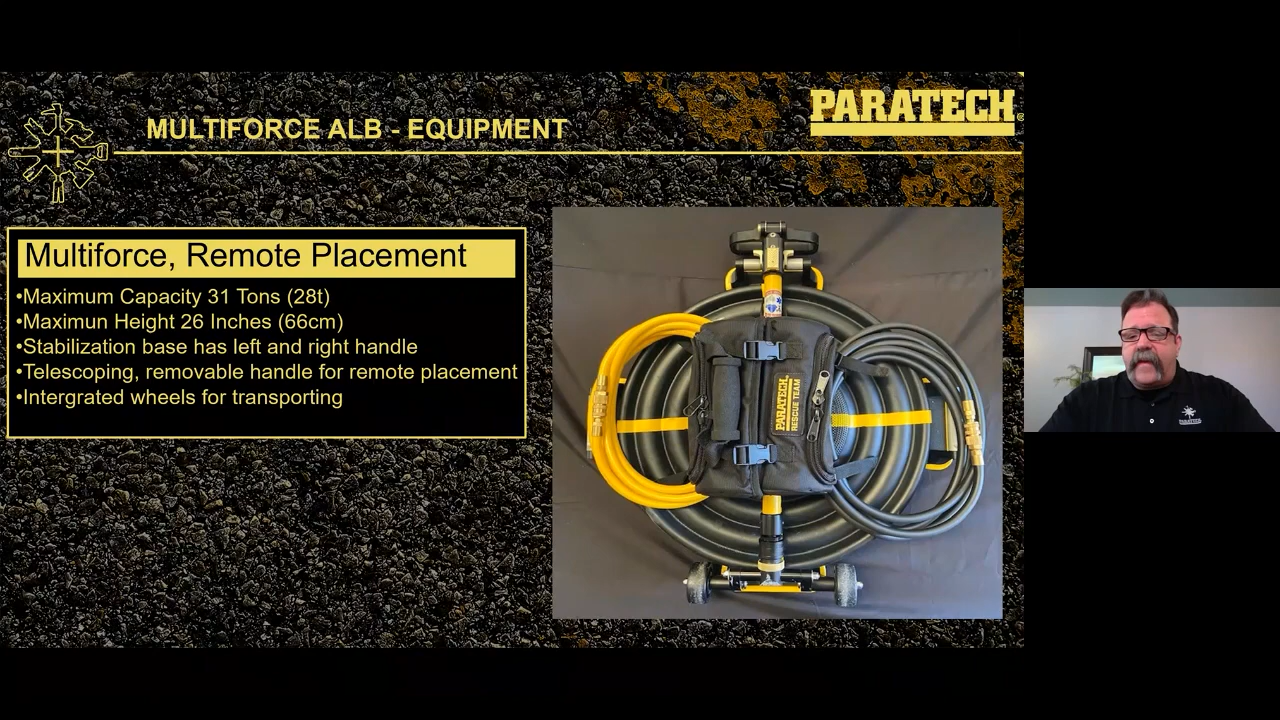 PARATECH®
MULTIFORCE ALB - EQUIPMENT
Multiforce, Remote Placement
•Maximum Capacity 31 Tons (28t)
•Maximun Height 26 Inches (66cm)
•Stabilization base has left and right handle
•Telescoping, removable handle for remote placement
•Intergrated wheels for transporting
PARATECH
RESCUE TEAM
PARATECH